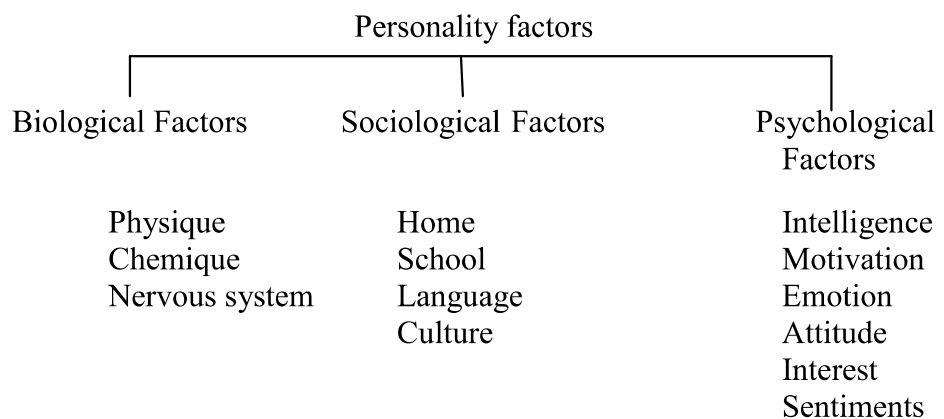 Personality factors
Biological Factors
Sociological Factors
Psychological
Factors
Physique
Chemique
Nervous system
Home
School
Language
Culture
Intelligence
Motivation
Emotion
Attitude
Interest
Sentiments